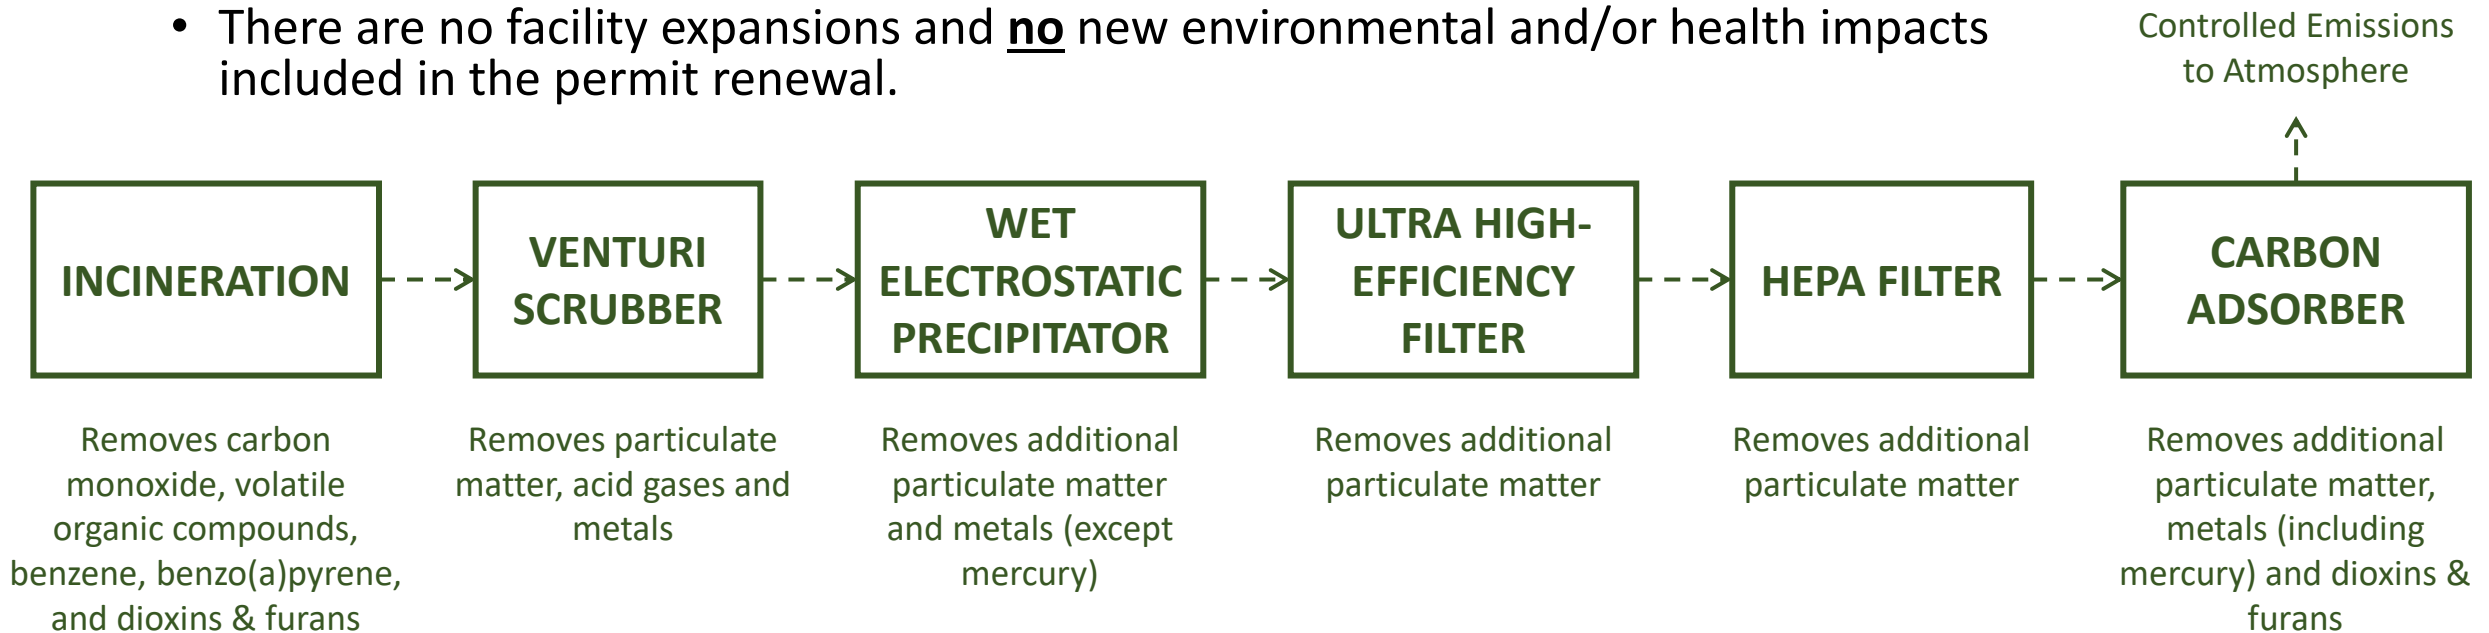 • There are no facility expansions and no new environmental and/or health impacts
included in the permit renewal.
Controlled Emissions
to Atmosphere
INCINERATION
VENTURI
SCRUBBER
WET
ELECTROSTATIC
PRECIPITATOR
ULTRA HIGH-
EFFICIENCY
FILTER
HEPA FILTER
CARBON
ADSORBER
Removes carbon
monoxide, volatile
organic compounds,
benzene, benzo(a)pyrene,
and dioxins & furans
Removes particulate
matter, acid gases and
metals
Removes additional
particulate matter
and metals (except
mercury)
Removes additional
particulate matter
Removes additional
particulate matter
Removes additional
particulate matter,
metals (including
mercury) and dioxins &
furans